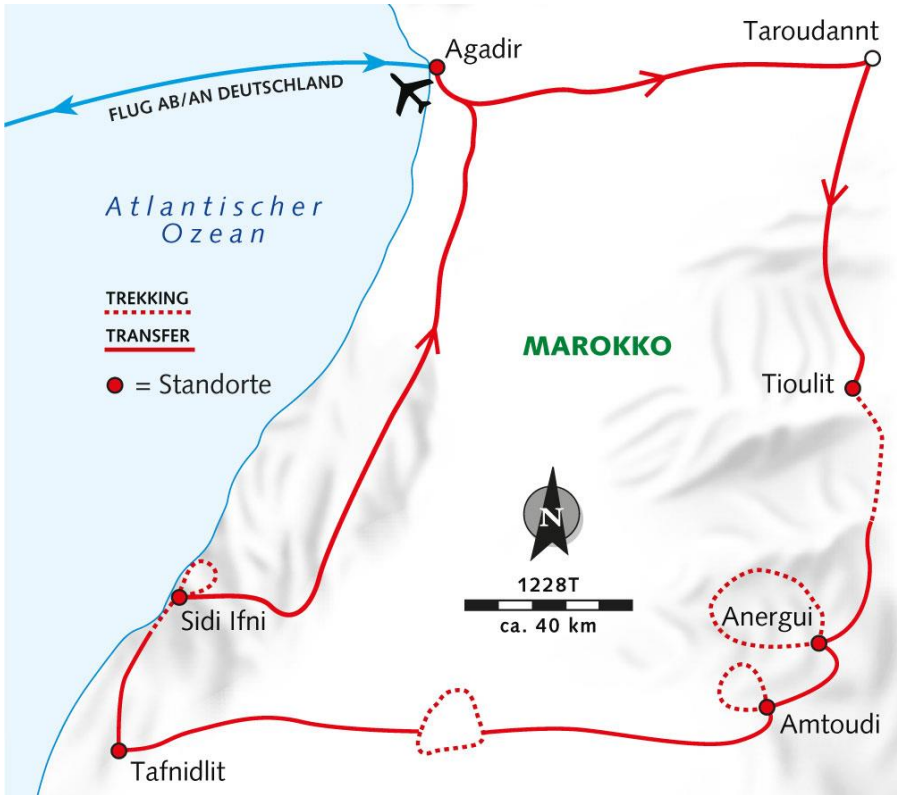 Agadir
Taroudannt
FLUG AB/AN DEUTSCHLAND
Atlantischer
Ozean
TREKKING
TRANSFER
= Standorte
MAROKKO
Tioulit
N
1228T
ca. 40 km
Sidi Ifni
Anergui
Amtoudi
Tafnidlit